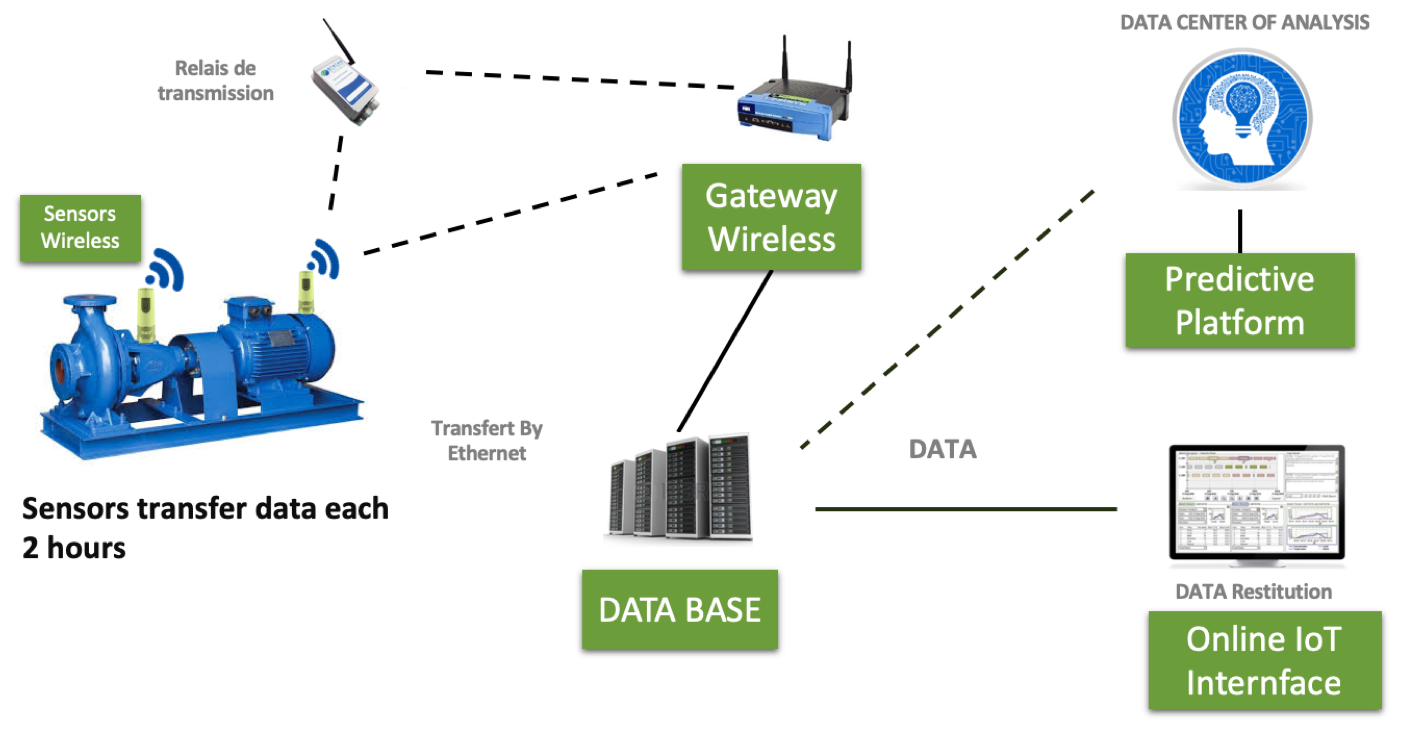 DATA CENTER OF ANALYSIS
Relais de
transmission
Sensors
Wireless
Gateway
Wireless
Predictive
Platform
Transfert By
Ethernet
DATA
Sensors transfer data each
2 hours
DATA BASE
DATA Restitution
Online IoT
Internface